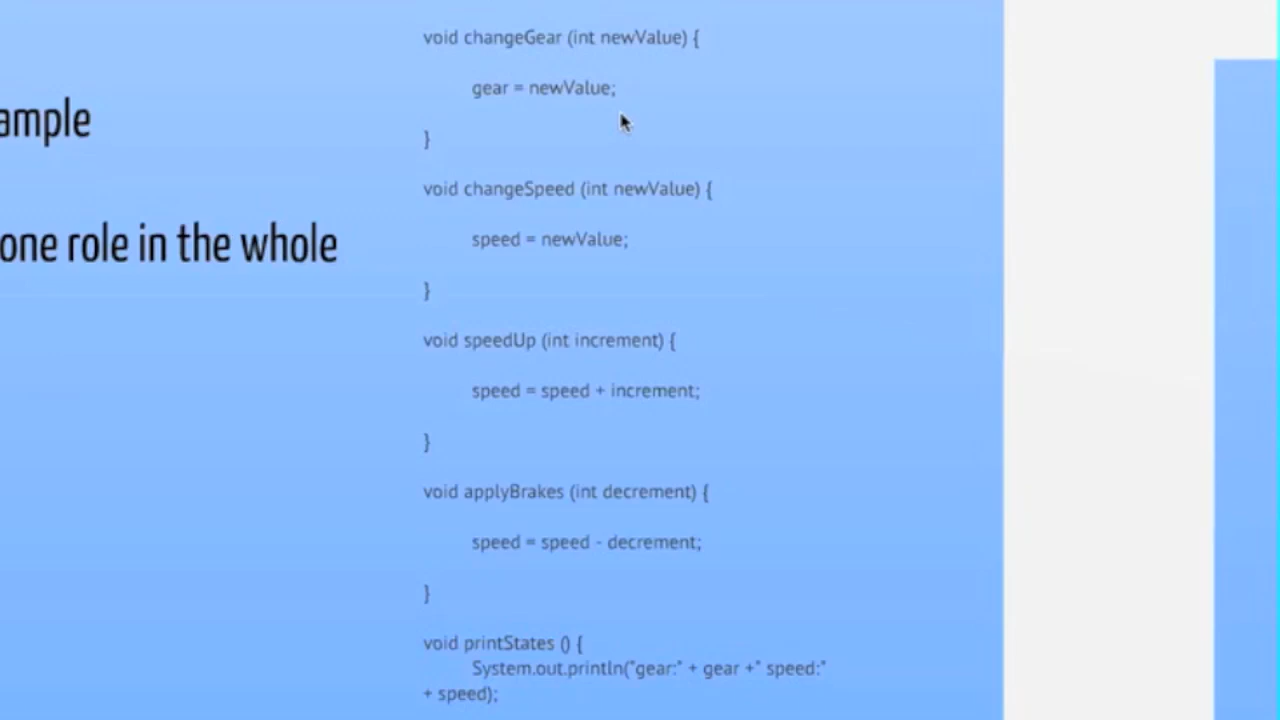 ample
one role in the whole
void changeGear (int newValue) {
gear = newValue;
}
void changeSpeed (int newValue) {
speed = newValue;
}
void speedUp (int increment) {
speed = speed + increment;
}
void applyBrakes (int decrement) {
speed = speed - decrement;
}
void printStates () {
System.out.println("gear:" + gear +" speed:"
+ speed);